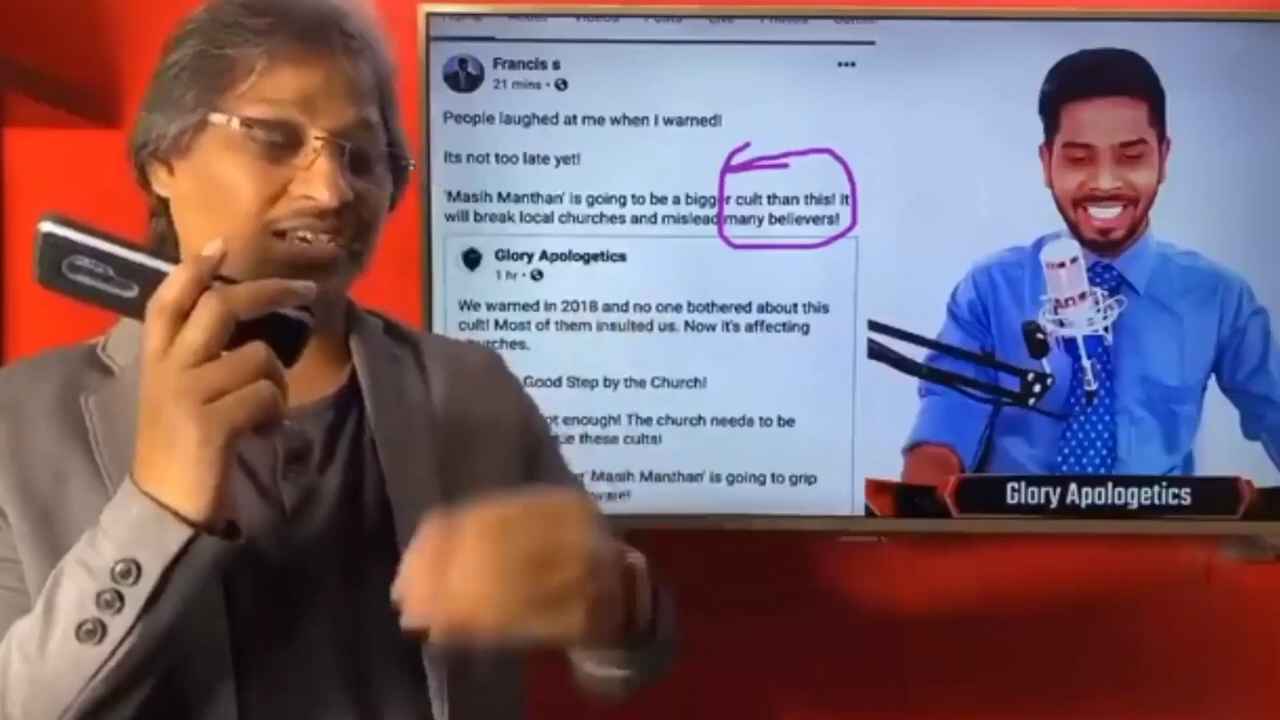 Videos
Posts
Live
Photos
Francis s
21 mins
People laughed at me when I warned!
Its not too late yet!
'Masih Manthan' is going to be a bigger cult than this! It
will break local churches and mislead many believers!
Glory Apologetics
1 hr
We warned in 2018 and no one bothered about this
cult! Most of them insulted us. Now it's affecting
Good Step by the Church!
enough! The church needs to be
these cults!
'Masih Manthan' is going to grip
Glory Apologetics